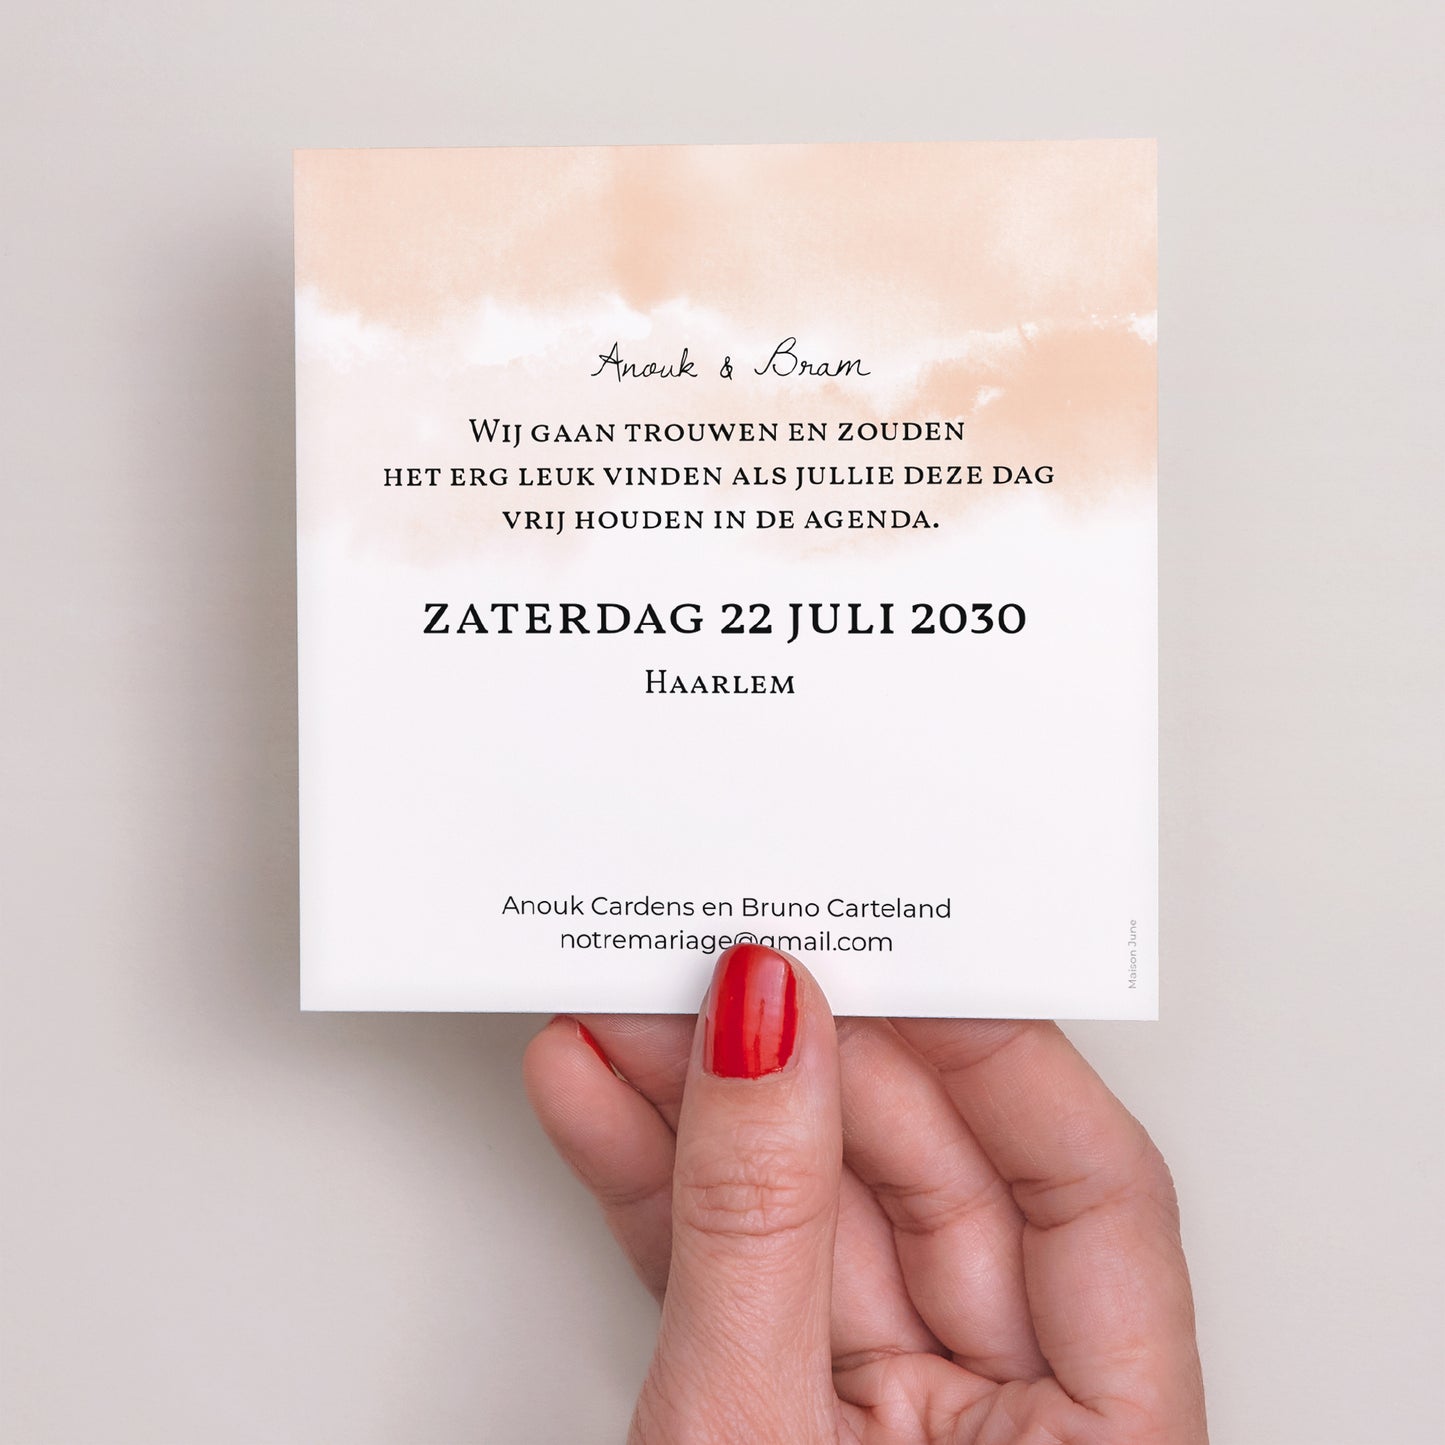 Anouk & Bram
Wij gaan trouwen en zouden
het erg leuk vinden als jullie deze dag
vrij houden in de agenda.
ZATERDAG 22 JULI 2030
Haarlem
Anouk Cardens en Bruno Carteland
notremariage@gmail.com
Maison June